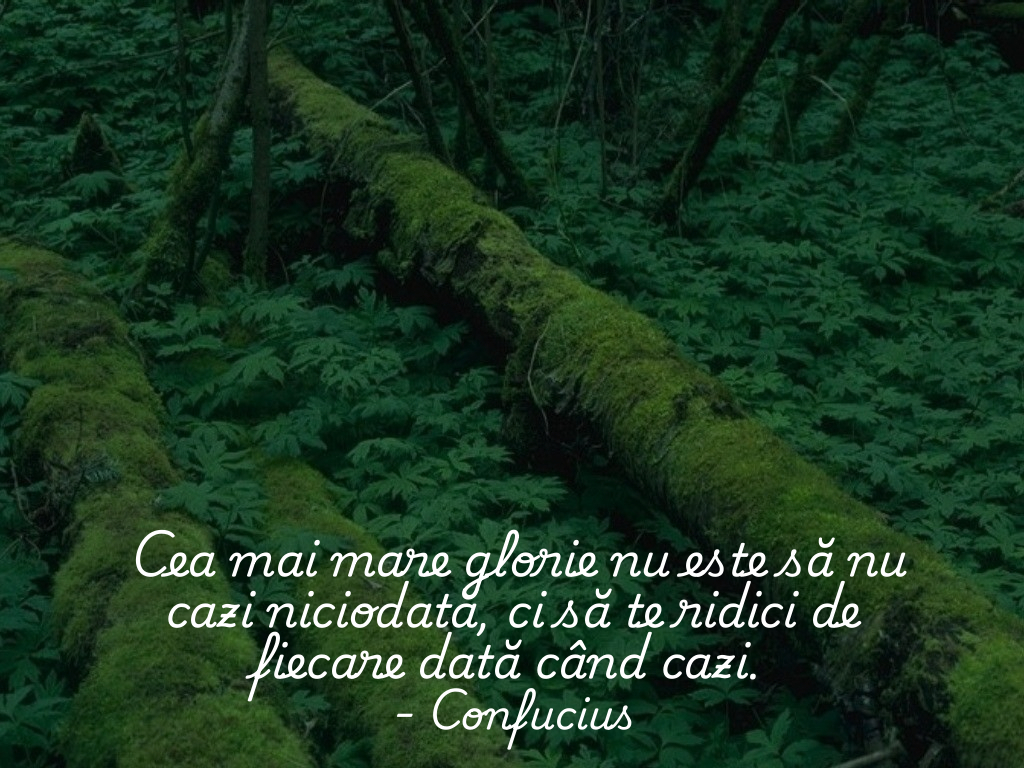 Cea mai mare glorie nu este să nu
cazi niciodată, ci să te ridici de
fiecare dată când cazi.
- Confucius